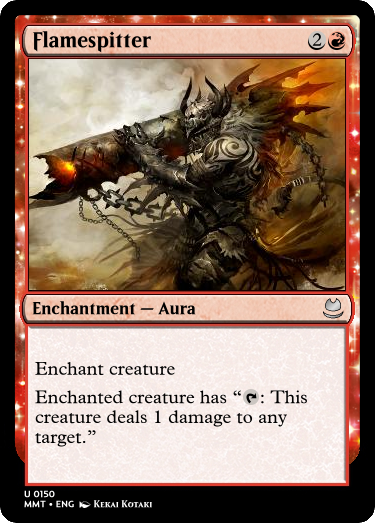 Flamespitter 2
Enchantment — Aura
Enchant creature
Enchanted creature has “: This
creature deals 1 damage to any
target.”
U 0150
MMT • ENG Kekai Kotaki